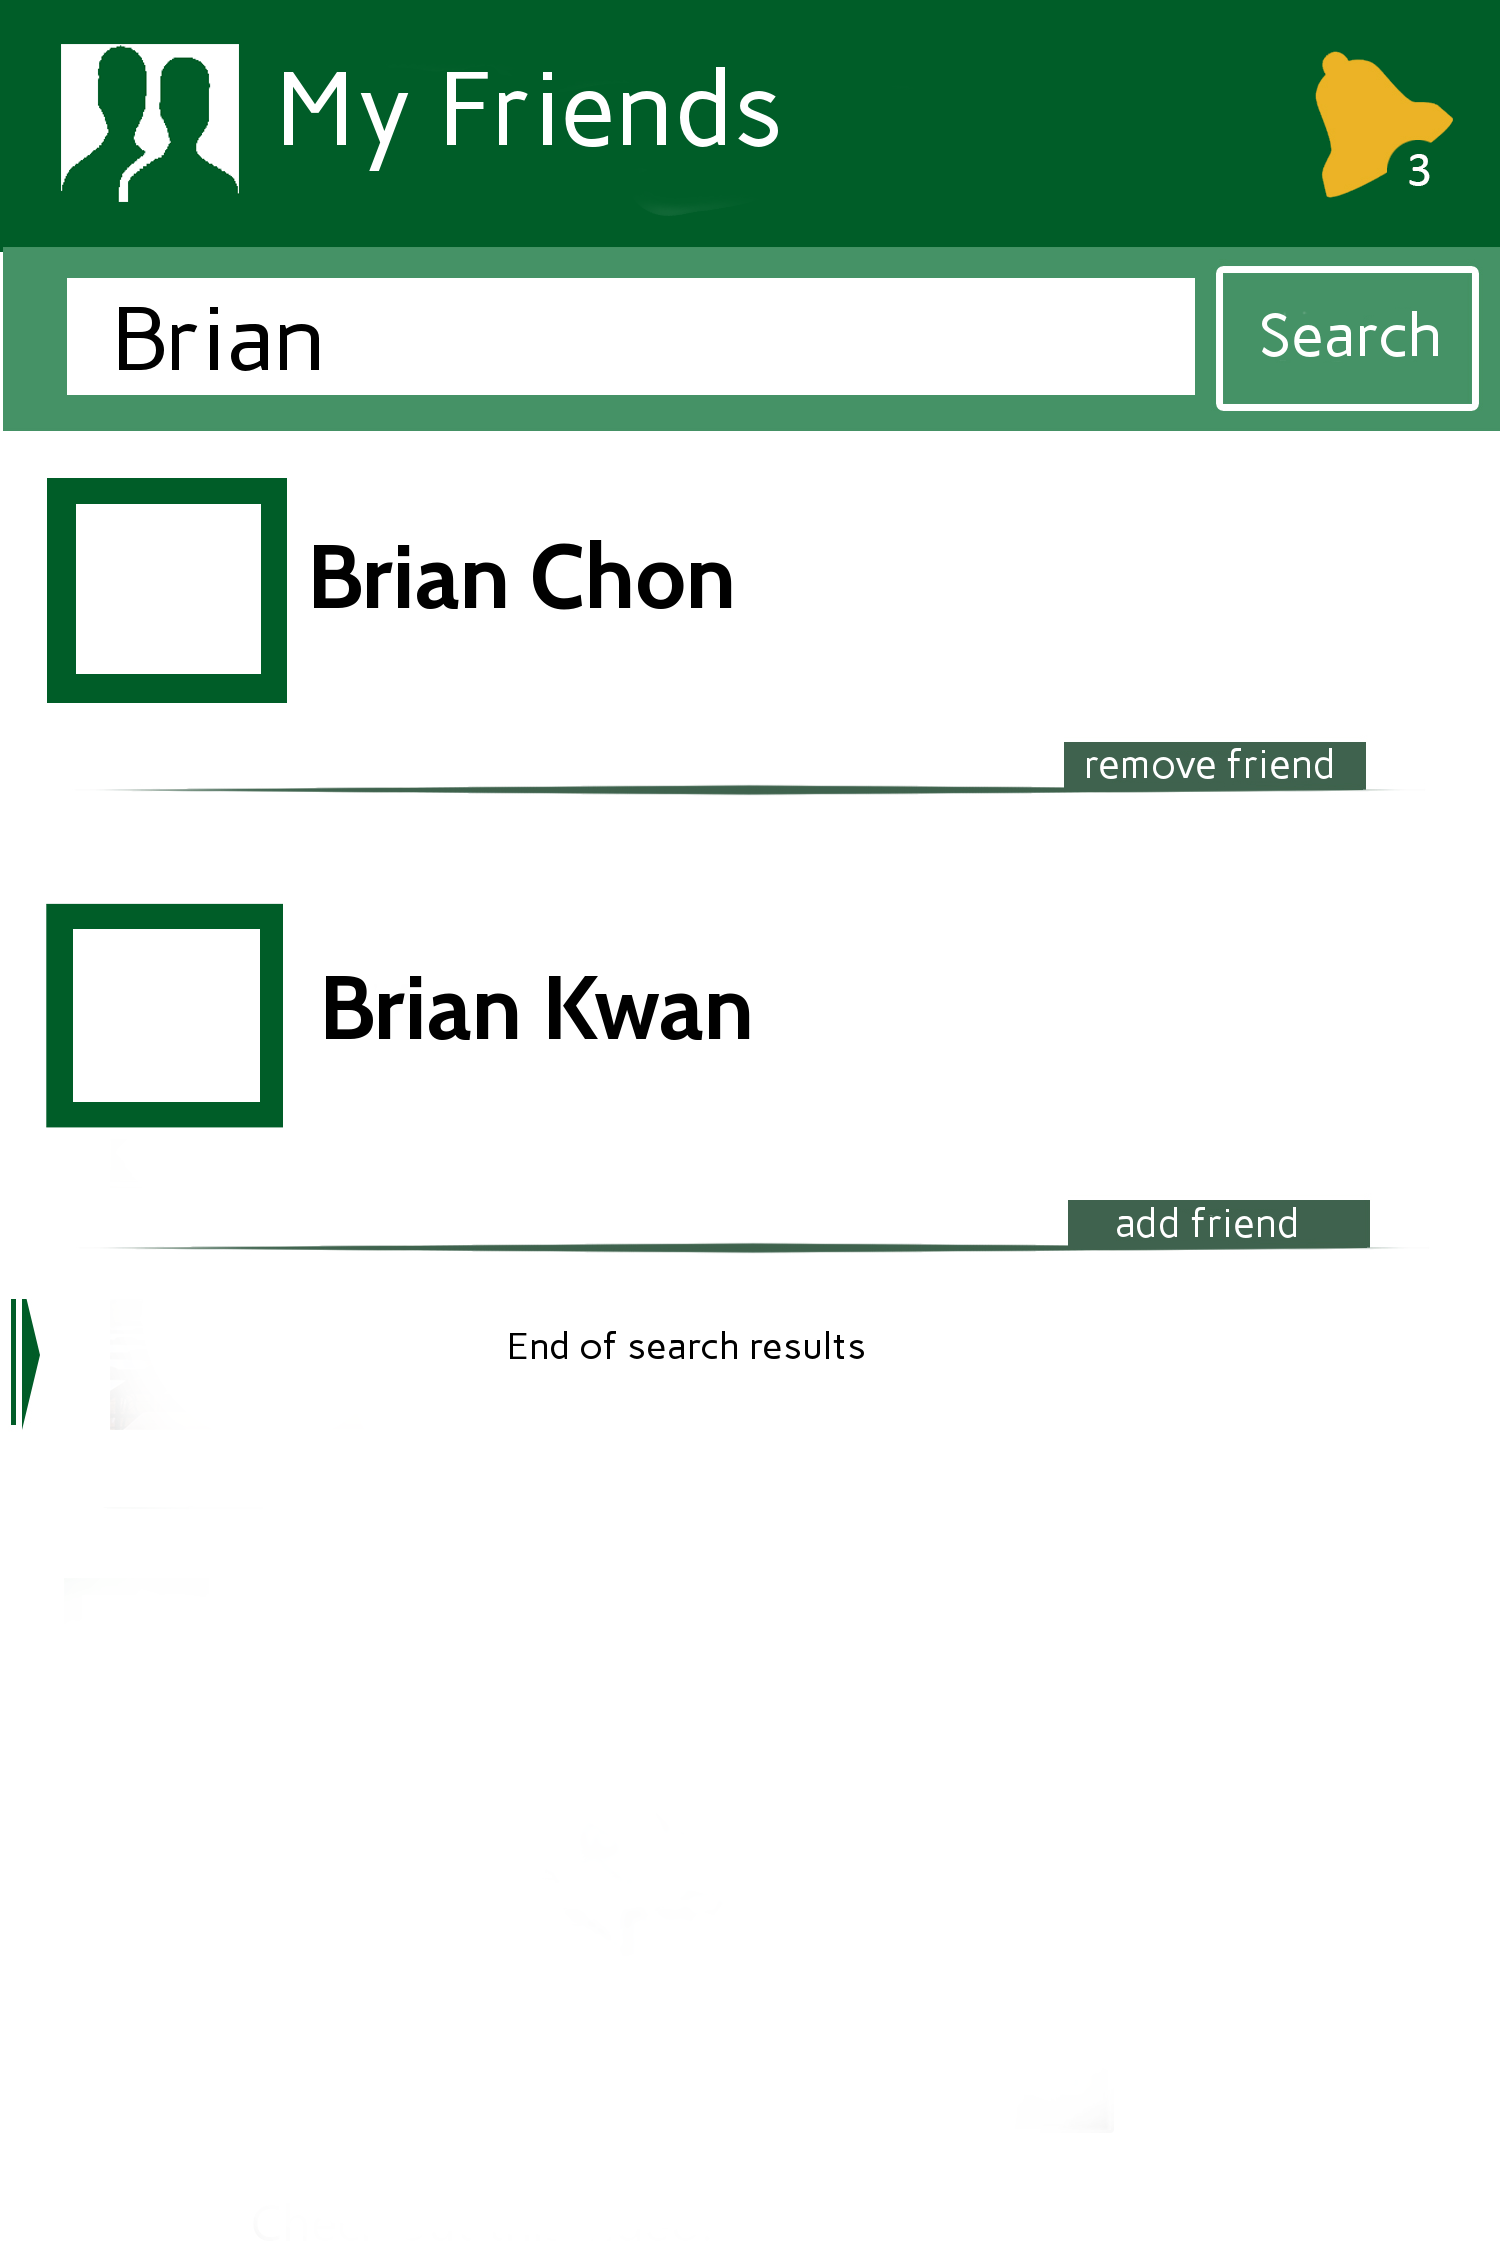 My Friends
3
Brian
Search
Brian Chon
remove friend
Brian Kwan
add friend
End of search results